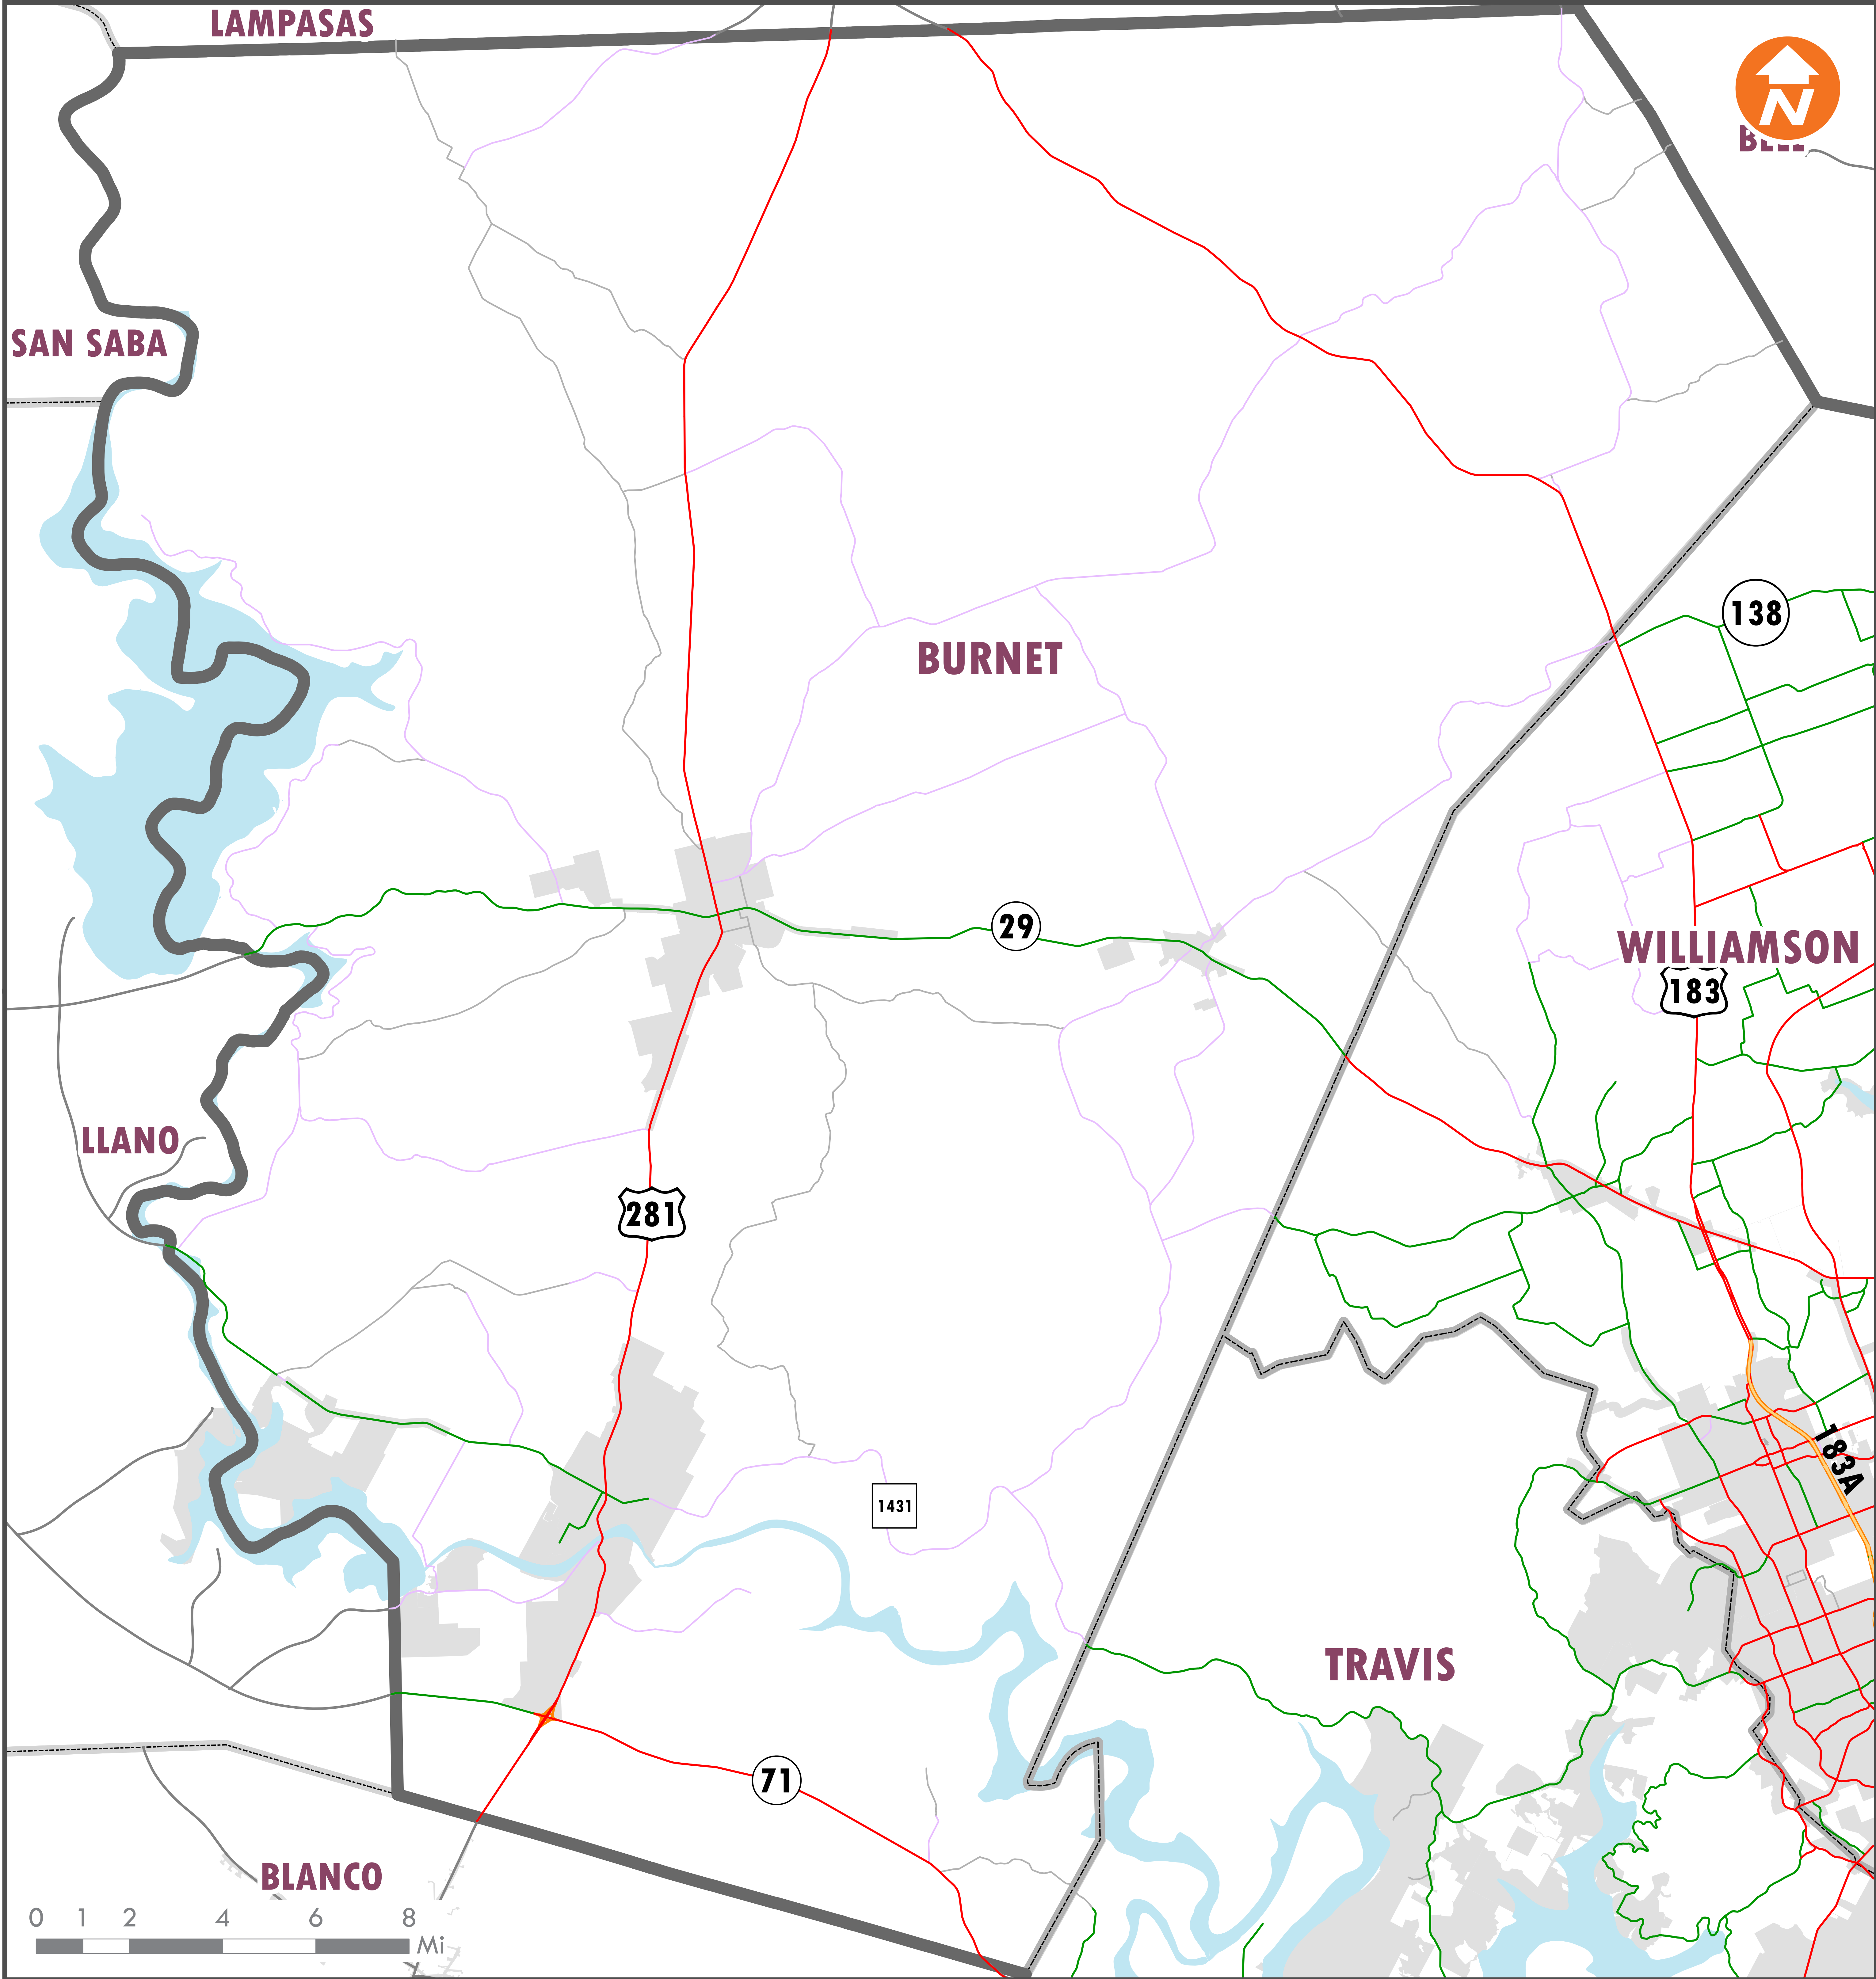 LAMPASAS
N
SAN SABA
138
BURNET
29
WILLIAMSON
183
LLANO
281
183A
1431
TRAVIS
71
BLANCO
0 1 2 4 6 8
Mi